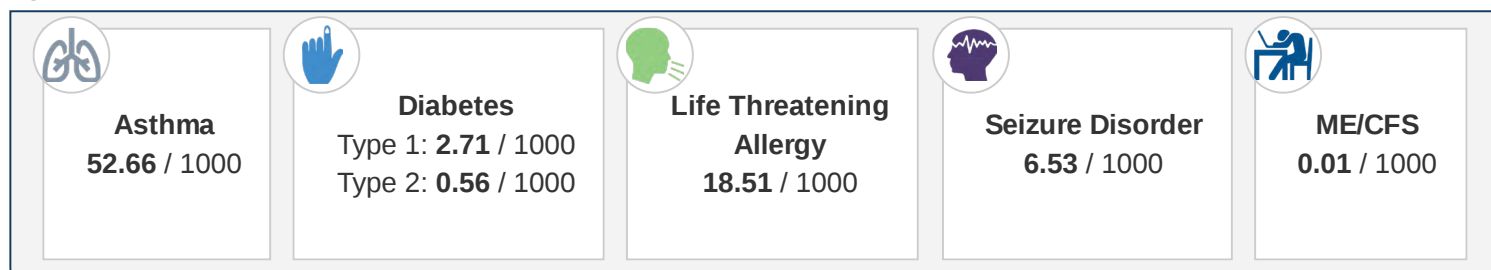 Asthma
52.66 / 1000
Diabetes
Type 1: 2.71 / 1000
Type 2: 0.56 / 1000
Life Threatening
Allergy
18.51 / 1000
Seizure Disorder
6.53 / 1000
ME/CFS
0.01 / 1000